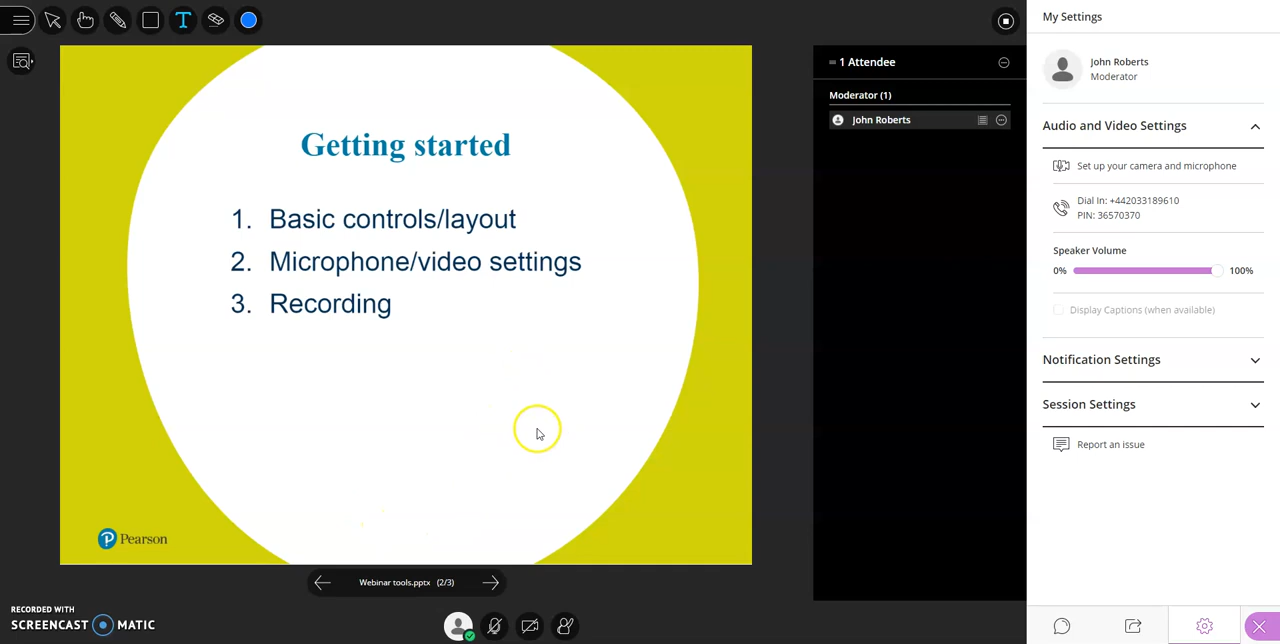 T
My Settings
John Roberts
Moderator
1 Attendee
Moderator (1)
John Roberts
Getting started
1. Basic controls/layout
2. Microphone/video settings
3. Recording
Pearson
Webinar tools.pptx (2/3)
RECORDED WITH
SCREENCAST MATIC
Audio and Video Settings
Set up your camera and microphone
Dial In: +442033189610
PIN: 36570370
Speaker Volume
0% 100%
Display Captions (when available)
Notification Settings
Session Settings
Report an issue